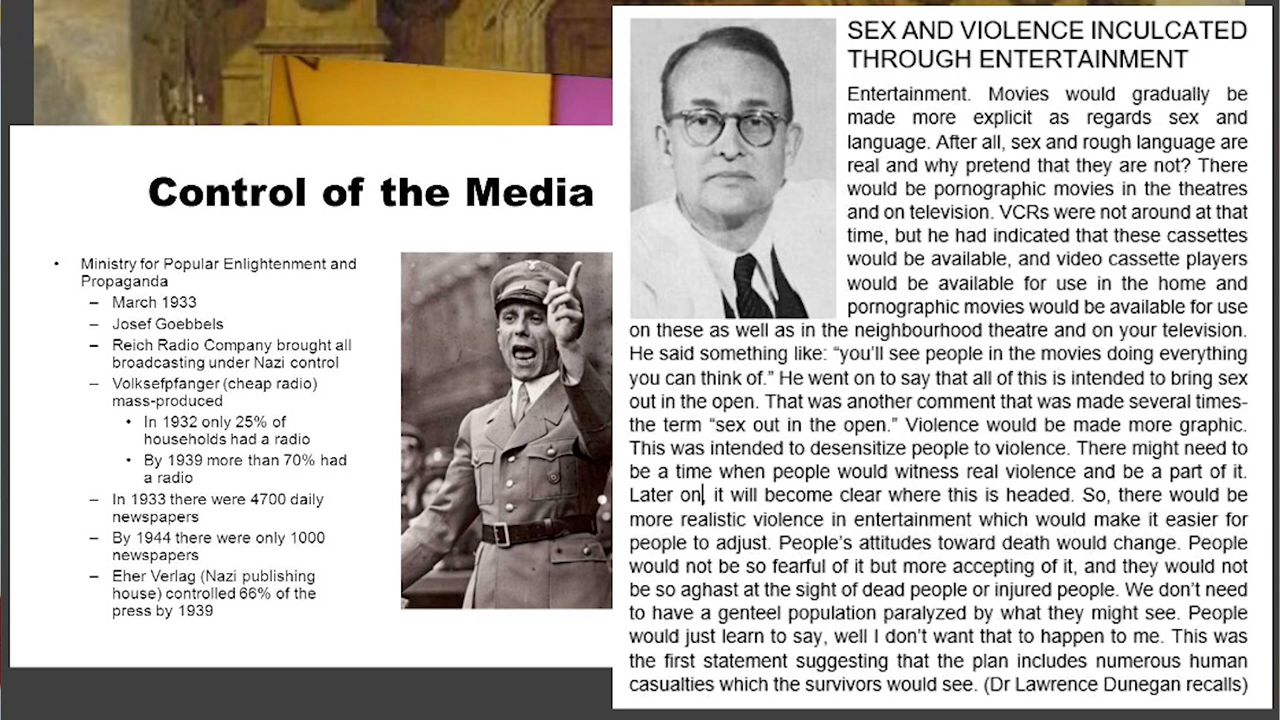 Control of the Media
• Ministry for Popular Enlightenment and
Propaganda
– March 1933
– Josef Goebbels
– Reich Radio Company brought all
broadcasting under Nazi control
– Volksefpfanger (cheap radio)
mass-produced
• In 1932 only 25% of
households had a radio
• By 1939 more than 70% had
a radio
– In 1933 there were 4700 daily
newspapers
– By 1944 there were only 1000
newspapers
– Eher Verlag (Nazi publishing
house) controlled 66% of the
press by 1939
SEX AND VIOLENCE INCULCATED
THROUGH ENTERTAINMENT
Entertainment. Movies would gradually be
made more explicit as regards sex and
language. After all, sex and rough language are
real and why pretend that they are not? There
would be pornographic movies in the theatres
and on television. VCRs were not around at that
time, but he had indicated that these cassettes
would be available, and video cassette players
would be available for use in the home and
pornographic movies would be available for use
on these as well as in the neighbourhood theatre and on your television.
He said something like: “you’ll see people in the movies doing everything
you can think of.” He went on to say that all of this is intended to bring sex
out in the open. That was another comment that was made several times-
the term “sex out in the open.” Violence would be made more graphic.
This was intended to desensitize people to violence. There might need to
be a time when people would witness real violence and be a part of it.
Later on, it will become clear where this is headed. So, there would be
more realistic violence in entertainment which would make it easier for
people to adjust. People’s attitudes toward death would change. People
would not be so fearful of it but more accepting of it, and they would not
be so aghast at the sight of dead people or injured people. We don’t need
to have a genteel population paralyzed by what they might see. People
would just learn to say, well I don’t want that to happen to me. This was
the first statement suggesting that the plan includes numerous human
casualties which the survivors would see. (Dr Lawrence Dunegan recalls)